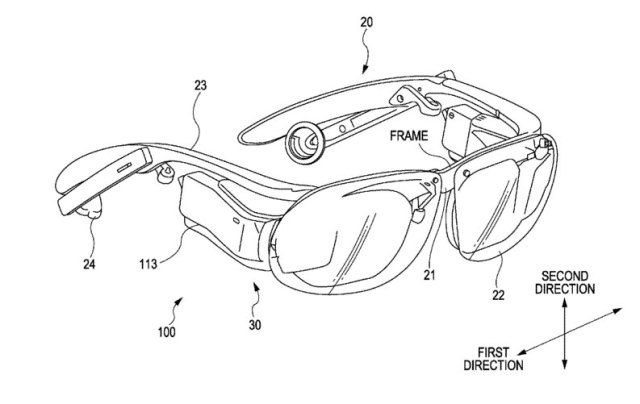 20
23
FRAME
24
113
21
22
100
30
SECOND
DIRECTION
FIRST
DIRECTION